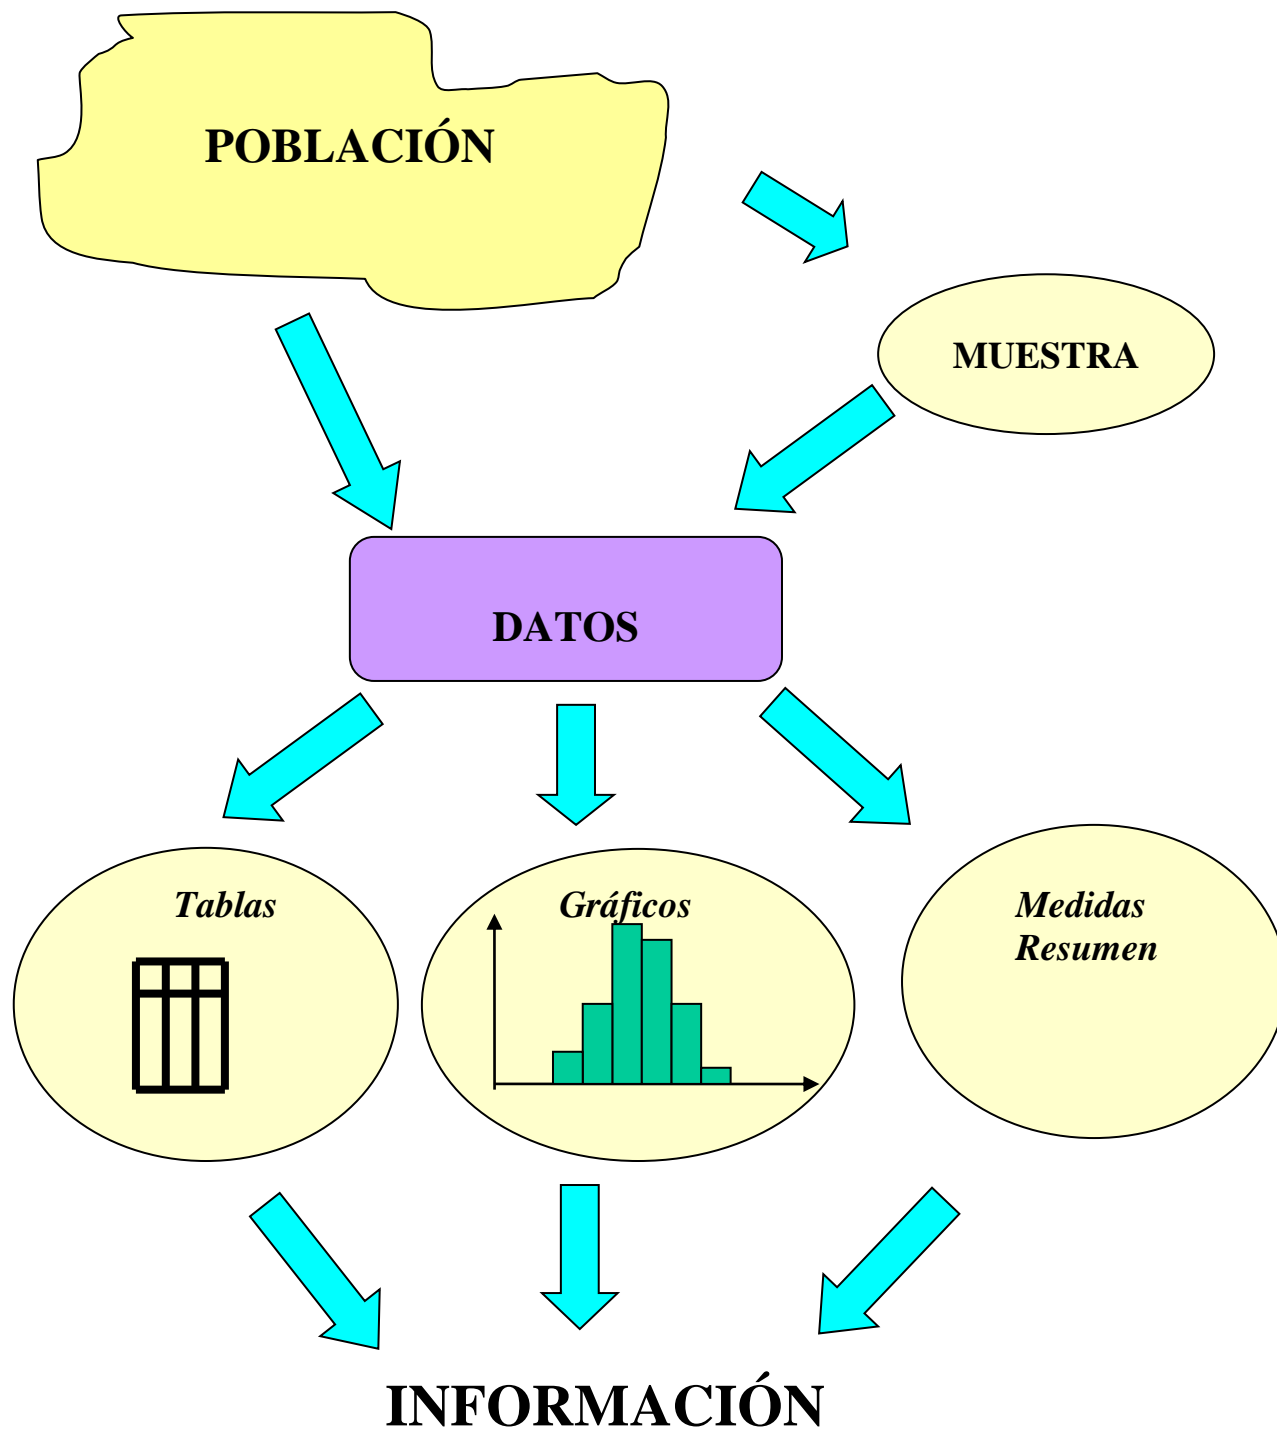 POBLACIÓN
MUESTRA
DATOS
Tablas
Gráficos
Medidas
Resumen
INFORMACIÓN